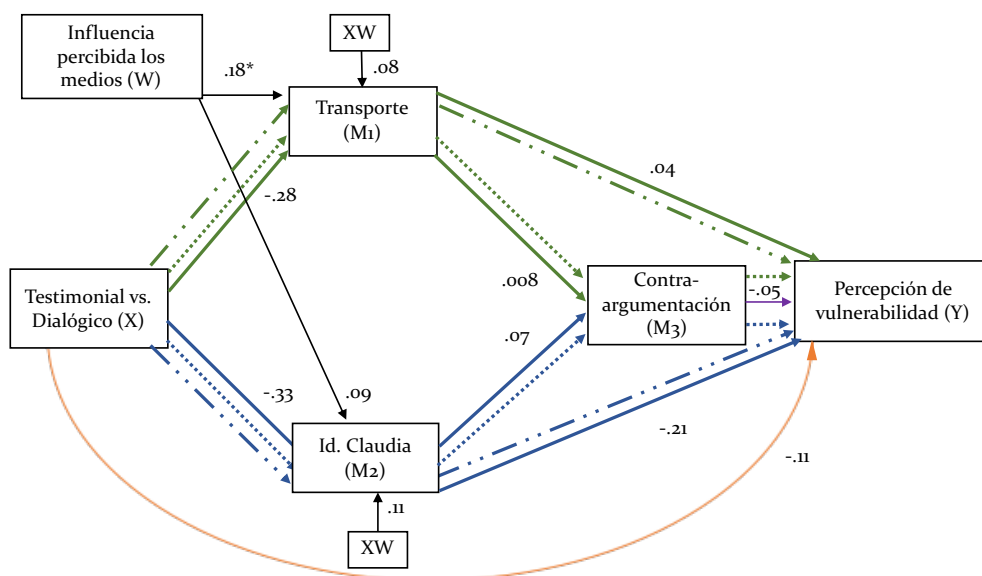 Influencia
percibida los
medios (W)
.18*
XW
.08
Transporte
(M1)
-.28
.04
.008
Testimonial vs.
Dialógico (X)
Contra-
argumentación
(M3)
-.05
Percepción de
vulnerabilidad (Y)
.07
-.33
.09
Id. Claudia
(M2)
-.21
-.11
.11
XW